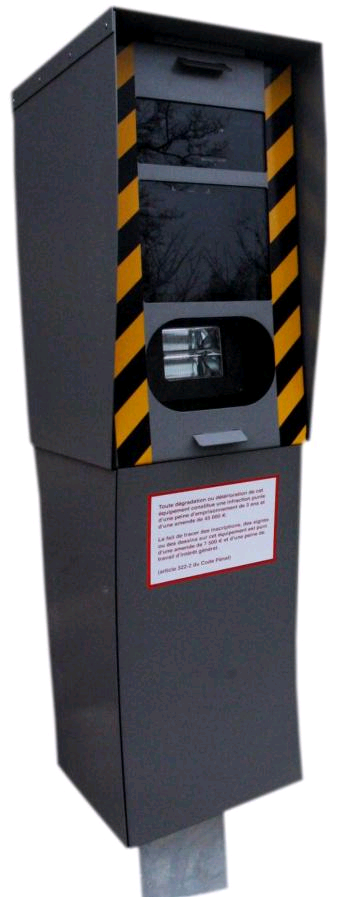 Toute dégradation ou détérioration de cet
équipement constitue une infraction punie
d'une peine d'emprisonnement de 3 ans et
d'une amende de 45 000 €.
Le fait de tracer des inscriptions, des signes
ou des dessins sur cet équipement est puni
d'une amende de 7 500 € et d'une peine de
travail d'intérêt général.
(article 322-2 du Code Pénal)